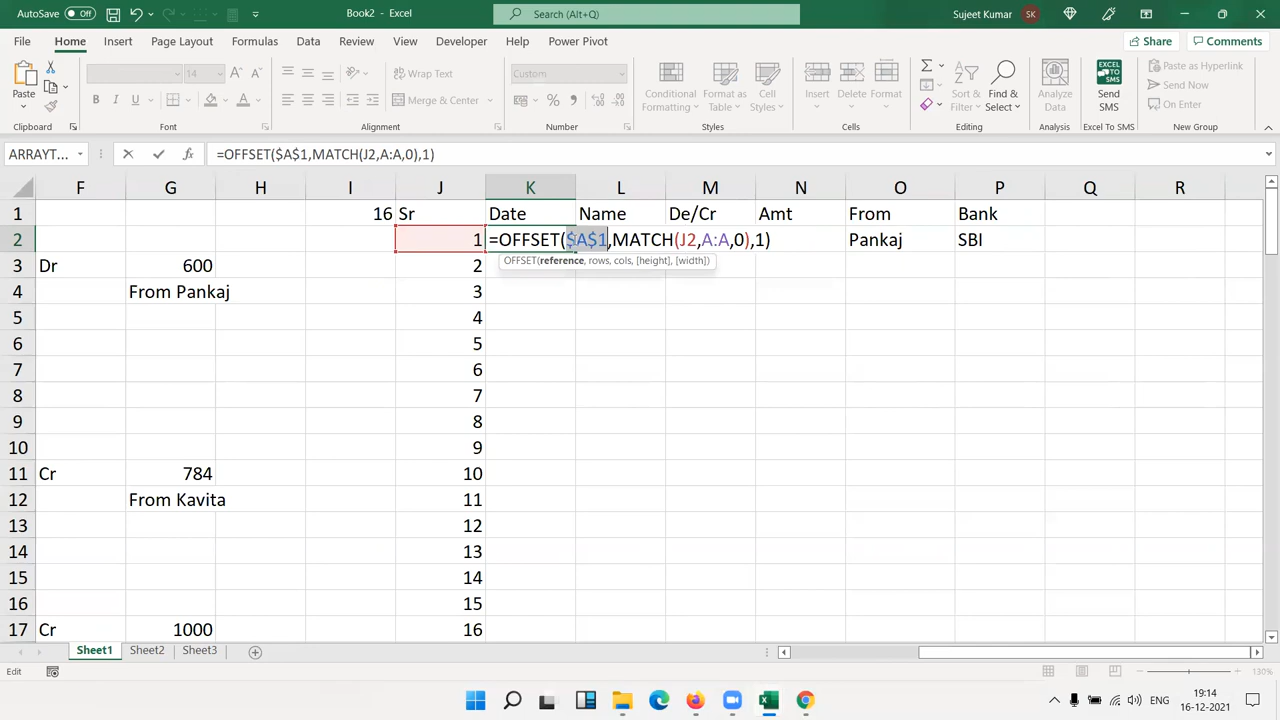 AutoSave Off Book2 - Excel Search (Alt+Q) Sujeet Kumar SK
File Home Insert Page Layout Formulas Data Review View Developer Help Power Pivot Share Comments
Paste 14 Wrap Text Custom Conditional Format as Cell Insert Delete Format Sort & Find & Analyze Send Paste as Hyperlink
Merge & Center Formatting Table Styles Filter Select Data SMS Send Now
On Enter
Clipboard Font Alignment Number Styles Cells Editing Analysis Excel To SMS New Group
ARRAYT... =OFFSET($A$1,MATCH(J2,A:A,0),1)
F G H I J K L M N O P Q R
1 16 Sr Date Name De/Cr Amt From Bank
2 1 =OFFSET($A$1,MATCH(J2,A:A,0),1) Pankaj SBI
OFFSET(reference, rows, cols, [height], [width])
3 Dr 600 2
4 From Pankaj 3
5 4
6 5
7 6
8 7
9 8
10 9
11 Cr 784 10
12 From Kavita 11
13 12
14 13
15 14
16 15
17 Cr 1000 16
Sheet1 Sheet2 Sheet3
Edit 130%
ENG 19:14
16-12-2021